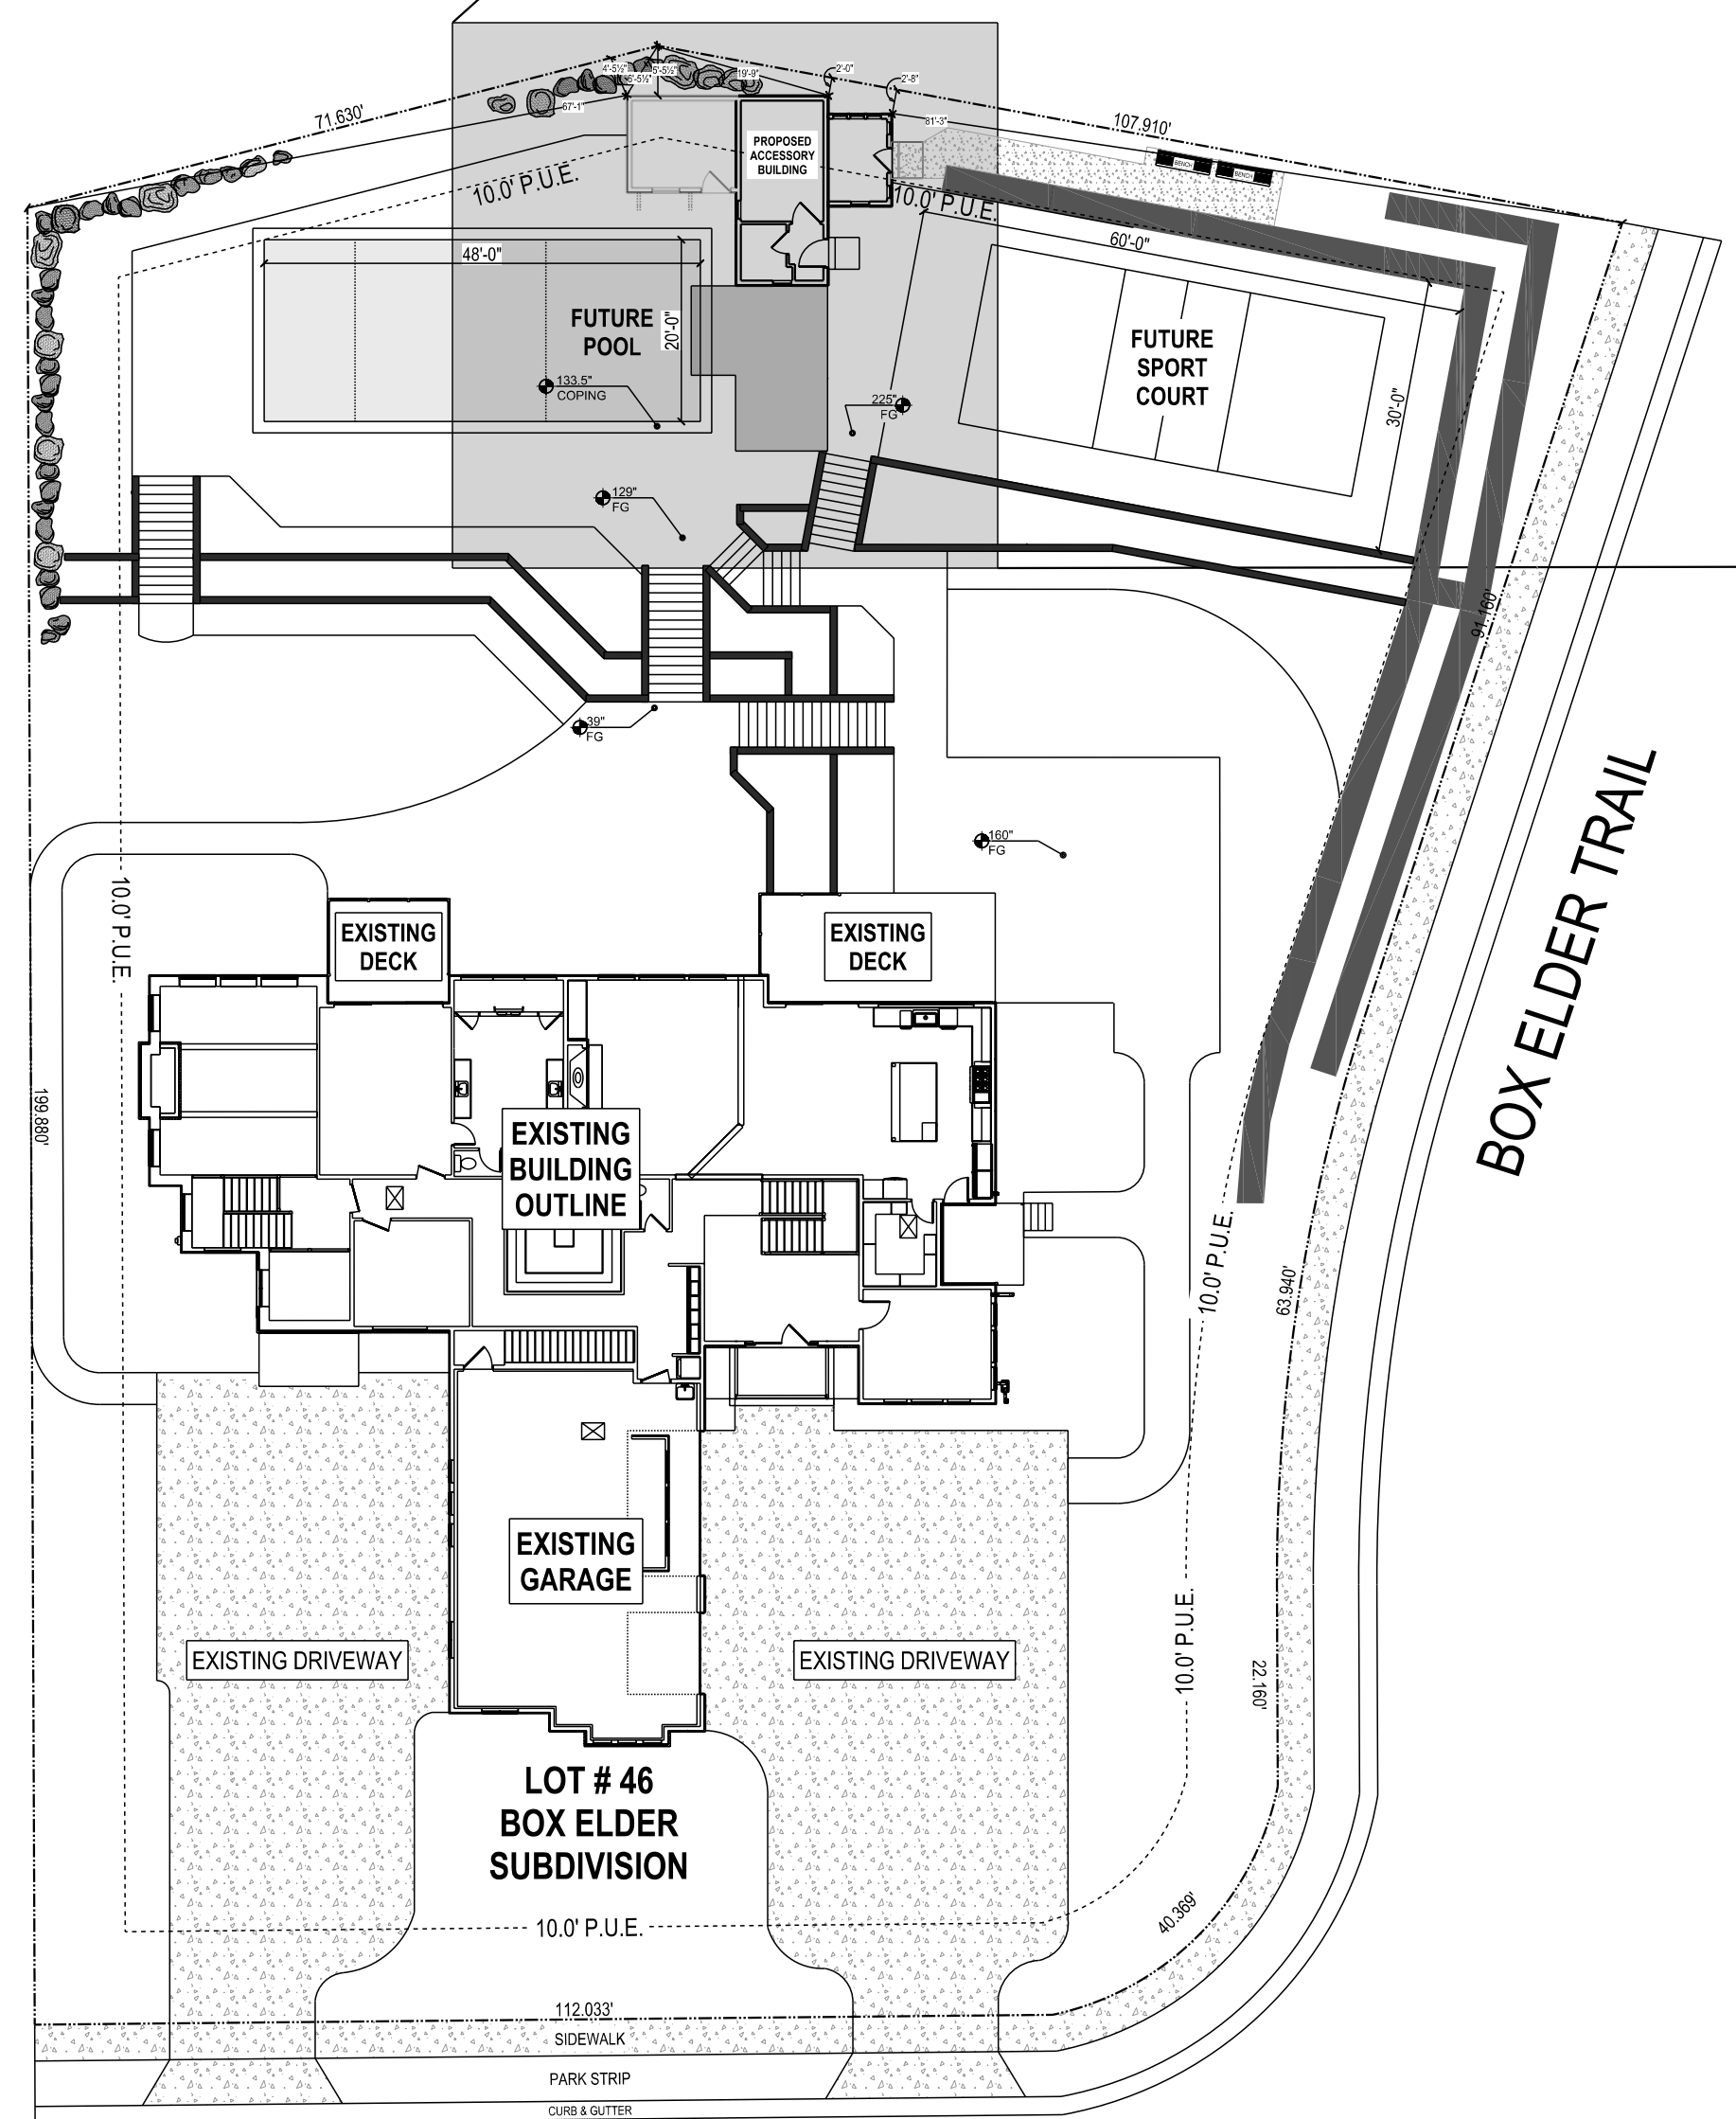 4'-5½"
5'-5½"
5'-5½"
19'-9"
2'-0"
2'-8"
67'-1"
81'-3"
71.630'
107.910'
PROPOSED
ACCESSORY
BUILDING
BENCH
BENCH
10.0' P.U.E.
10.0' P.U.E.
48'-0"
60'-0"
FUTURE
POOL
20'-0"
FUTURE
SPORT
COURT
133.5"
COPING
225"
FG
30'-0"
129"
FG
91.160'
39"
FG
160"
FG
BOX ELDER TRAIL
10.0' P.U.E.
EXISTING
DECK
EXISTING
DECK
199.880'
EXISTING
BUILDING
OUTLINE
10.0' P.U.E.
63.940'
EXISTING
GARAGE
10.0' P.U.E.
EXISTING DRIVEWAY
EXISTING DRIVEWAY
22.160'
LOT # 46
BOX ELDER
SUBDIVISION
10.0' P.U.E.
40.369'
112.033'
SIDEWALK
PARK STRIP
CURB & GUTTER